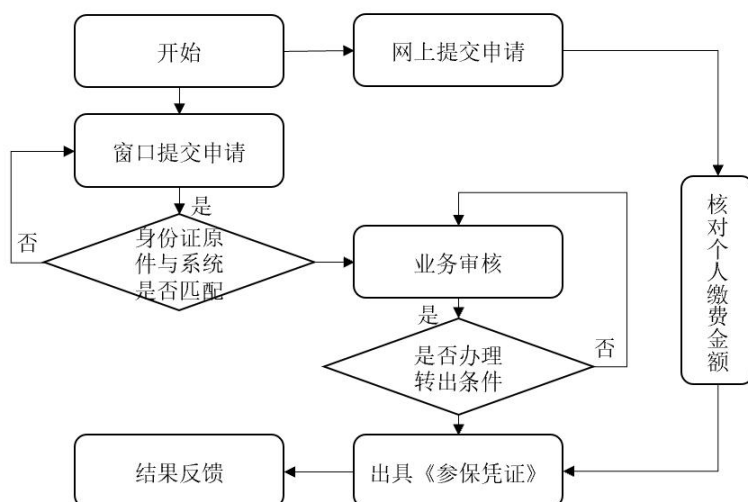 开始
网上提交申请
窗口提交申请
是
否
身份证原
件与系统
是否匹配
业务审核
是
否
是否办理
转出条件
核对个人缴费金额
出具《参保凭证》
结果反馈